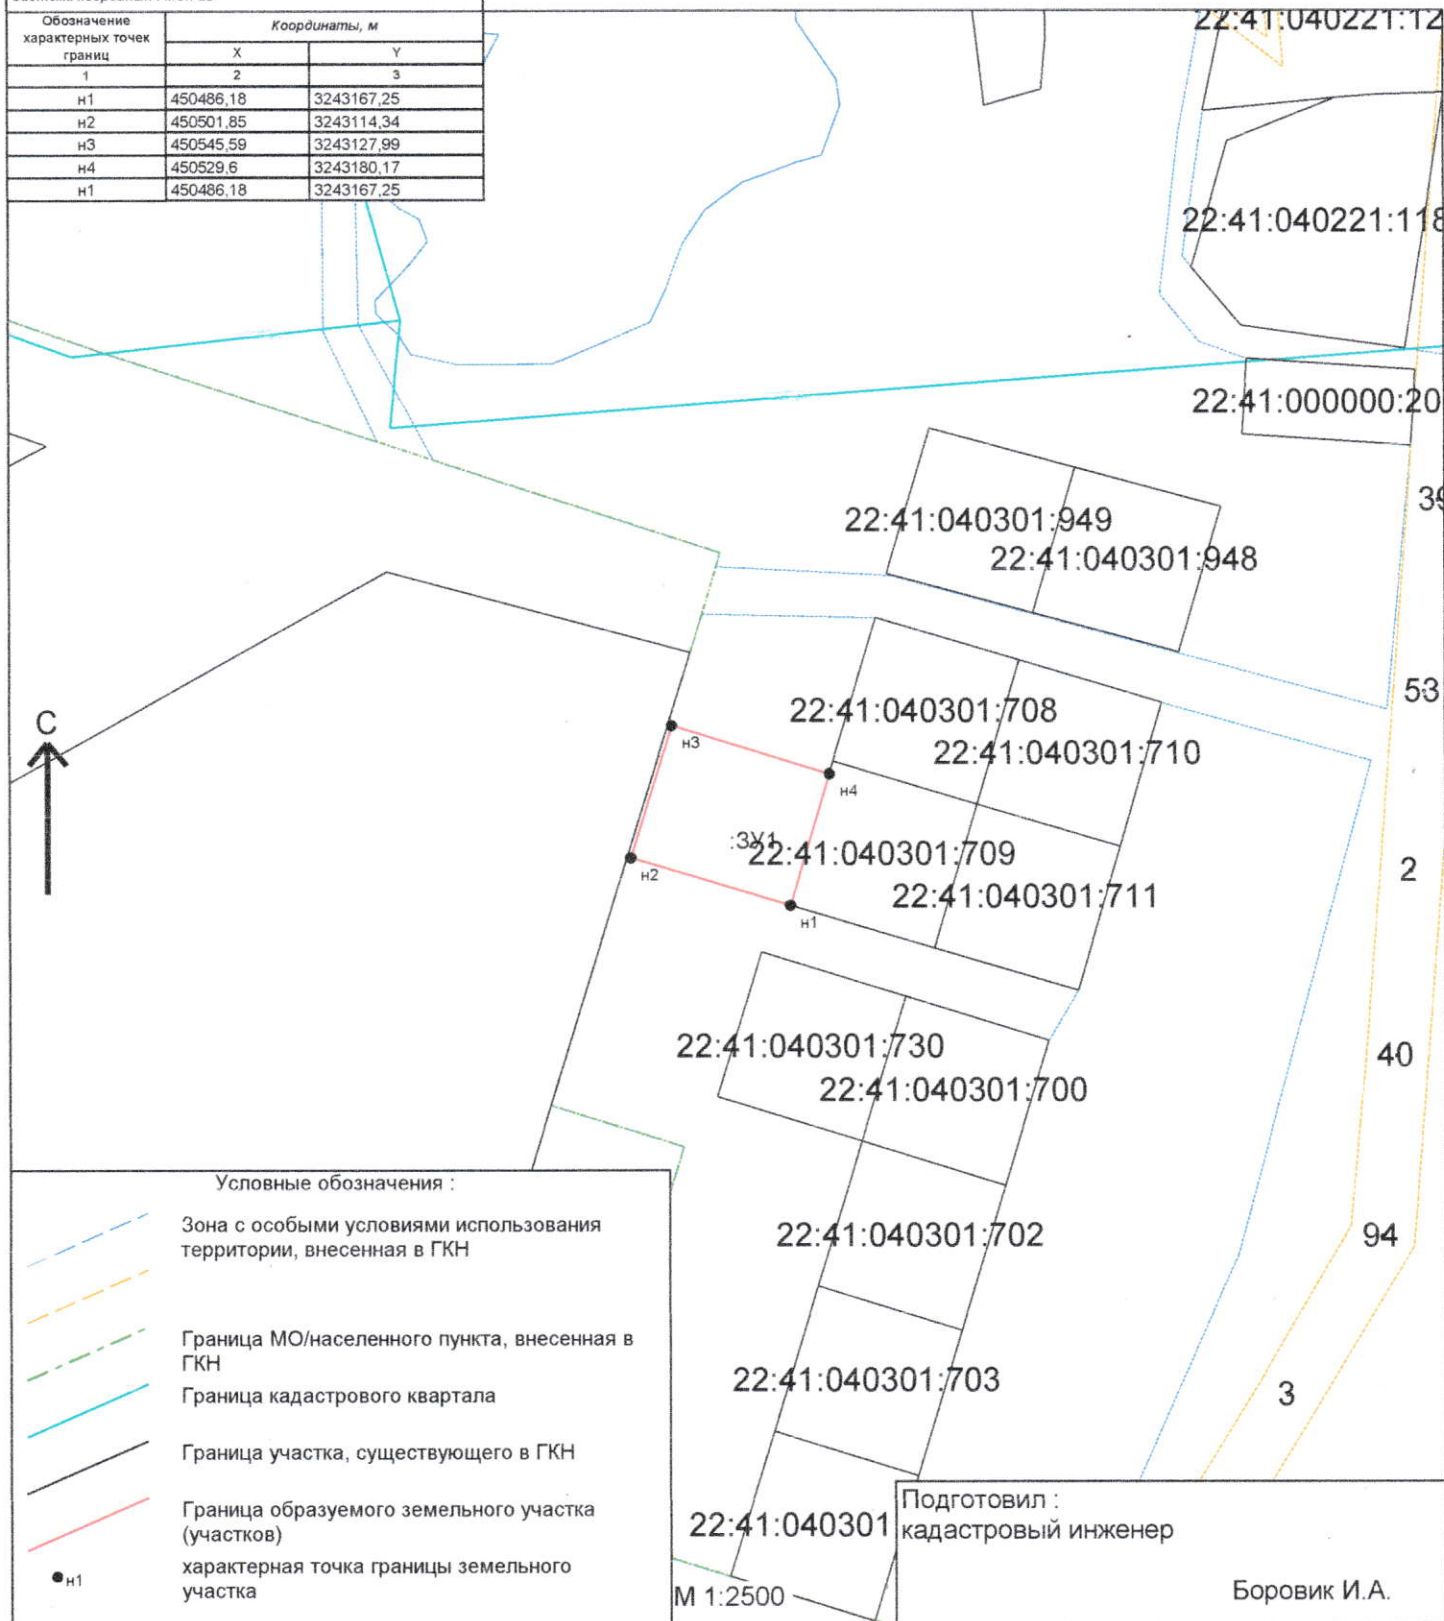 Обозначение
характерных точек
границ
Координаты, м
X Y
1 2 3
н1 450486,18 3243167,25
н2 450501,85 3243114,34
н3 450545,59 3243127,99
н4 450529,6 3243180,17
н1 450486,18 3243167,25
22:41:040221:12
22:41:040221:118
22:41:000000:20
39
22:41:040301:949
22:41:040301:948
53
С
22:41:040301:708
н3
22:41:040301:710
н4
:ЗУ1
22:41:040301:709
2
н2
22:41:040301:711
н1
22:41:040301:730
40
22:41:040301:700
22:41:040301:702
94
22:41:040301:703
3
22:41:040301
М 1:2500
Условные обозначения :
Зона с особыми условиями использования
территории, внесенная в ГКН
Граница МО/населенного пункта, внесенная в
ГКН
Граница кадастрового квартала
Граница участка, существующего в ГКН
Граница образуемого земельного участка
(участков)
н1
характерная точка границы земельного
участка
Подготовил :
кадастровый инженер
Боровик И.А.